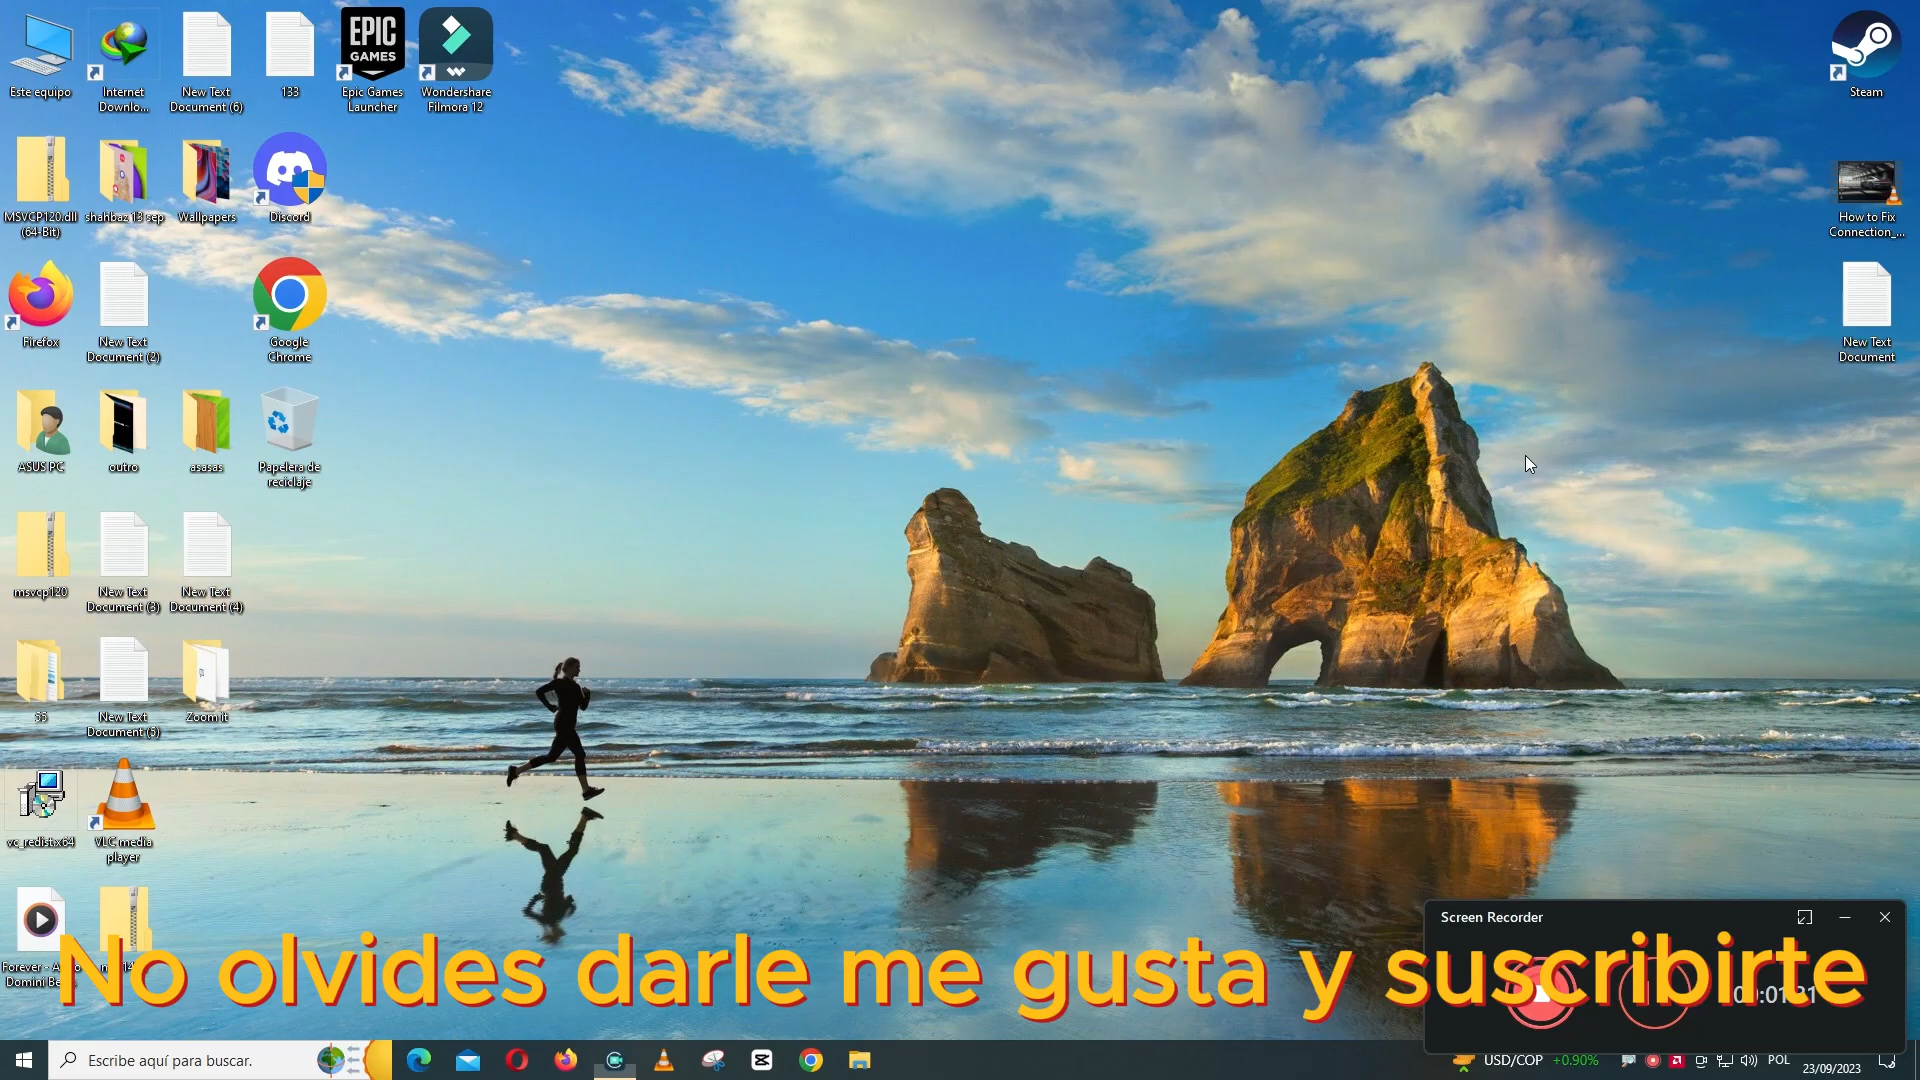 Este equipo
Internet
Downlo...
New Text
Document (6)
133
EPIC
GAMES
Epic Games
Launcher
Wondershare
Filmora 12
Steam
MSVCP120.dll
(64-Bit)
shahbaz 13 sep
Wallpapers
Discord
How to Fix
Connection_...
Firefox
New Text
Document (2)
Google
Chrome
New Text
Document
ASUS PC
outro
asasas
Papelera de
reciclaje
msvcp120
New Text
Document (3)
New Text
Document (4)
55
New Text
Document (5)
Zoom it
vc_redist.x64
VLC media
player
Forever - A
Domini Be
Screen Recorder
No olvides darle me gusta y suscribirte
Escribe aquí para buscar.
USD/COP +0.90%
POL
23/09/2023